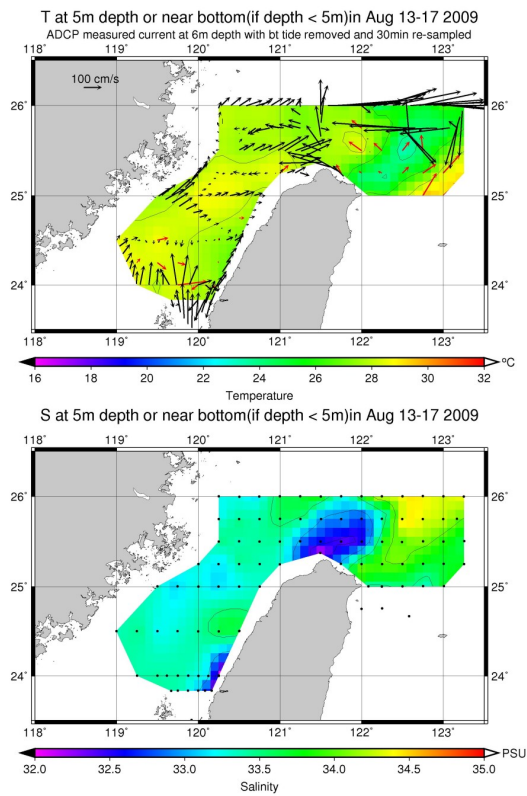 T at 5m depth or near bottom(if depth < 5m)in Aug 13-17 2009
ADCP measured current at 6m depth with bt tide removed and 30min re-sampled
118° 119° 120° 121° 122° 123°
100 cm/s
26° 26°
25° 25°
24° 24°
118° 119° 120° 121° 122° 123°
ºC
16 18 20 22 24 26 28 30 32
Temperature
S at 5m depth or near bottom(if depth < 5m)in Aug 13-17 2009
118° 119° 120° 121° 122° 123°
26° 26°
25° 25°
24° 24°
118° 119° 120° 121° 122° 123°
PSU
32.0 32.5 33.0 33.5 34.0 34.5 35.0
Salinity